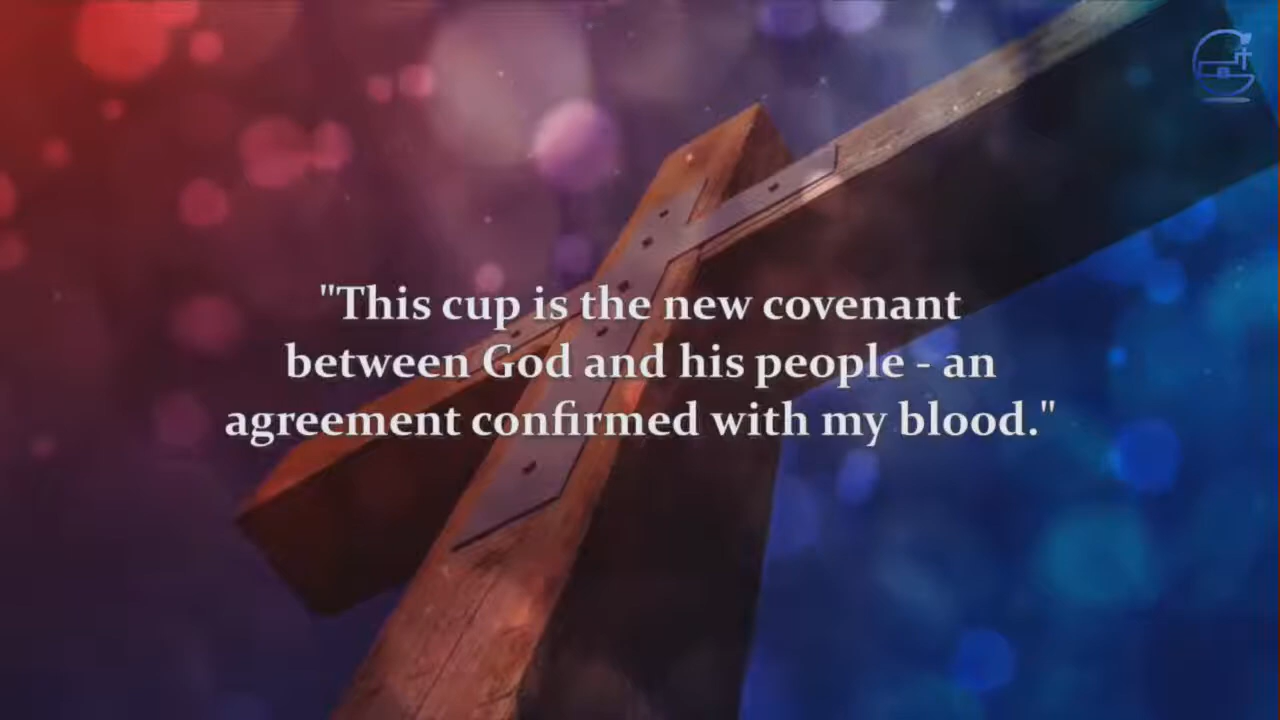 "This cup is the new covenant
between God and his people - an
agreement confirmed with my blood."